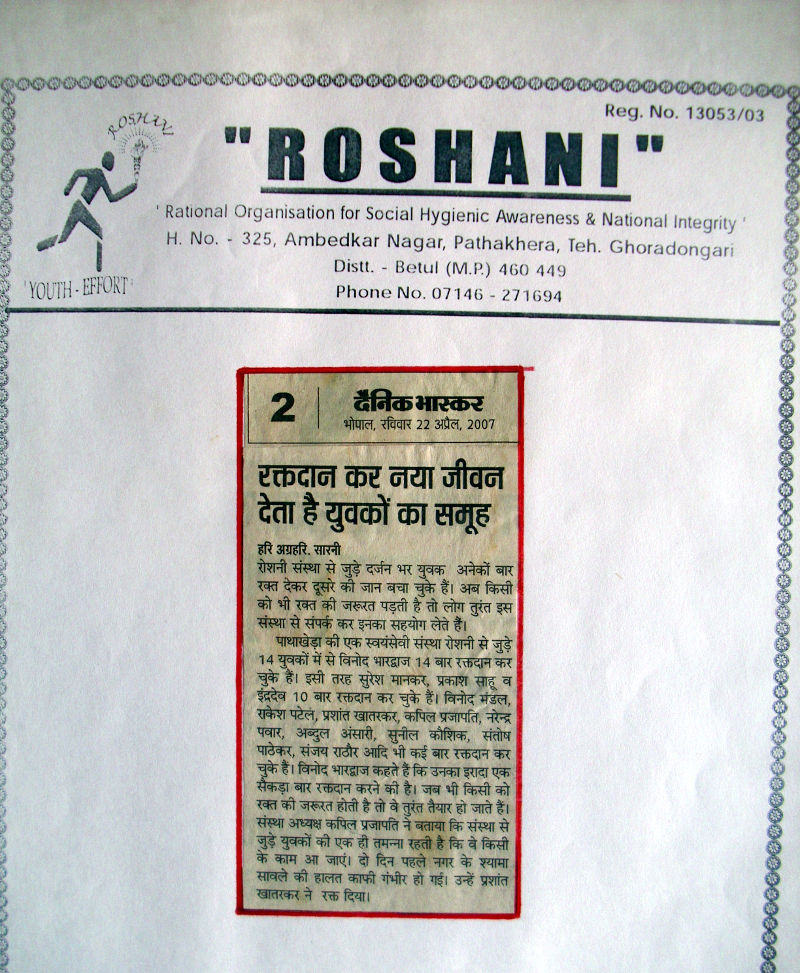 Reg. No. 13053/03
ROSHANI
"ROSHANI"
' Rational Organisation for Social Hygienic Awareness & National Integrity '
H. No. - 325, Ambedkar Nagar, Pathakhera, Teh. Ghoradongari
Distt. - Betul (M.P.) 460 449
'YOUTH - EFFORT'
Phone No. 07146 - 271694
2
दैनिक भास्कर
भोपाल, रविवार 22 अप्रैल, 2007
रक्तदान कर नया जीवन
देता है युवकों का समूह
हरि अग्रहरि. सारनी
रोशनी संस्था से जुड़े दर्जन भर युवक अनेकों बार
रक्त देकर दूसरे की जान बचा चुके हैं। अब किसी
को भी रक्त की जरूरत पड़ती है तो लोग तुरंत इस
संस्था से संपर्क कर इनका सहयोग लेते हैं।
पाथाखेड़ा की एक स्वयंसेवी संस्था रोशनी से जुड़े
14 युवकों में से विनोद भारद्वाज 14 बार रक्तदान कर
चुके हैं। इसी तरह सुरेश मानकर, प्रकाश साहू व
इंद्रदेव 10 बार रक्तदान कर चुके हैं। विनोद मंडल,
राकेश पटेल, प्रशांत खातरकर, कपिल प्रजापति, नरेन्द्र
पवार, अब्दुल अंसारी, सुनील कौशिक, संतोष
पाठेकर, संजय राठौर आदि भी कई बार रक्तदान कर
चुके हैं। विनोद भारद्वाज कहते हैं कि उनका इरादा एक
सैकड़ा बार रक्तदान करने की है। जब भी किसी को
रक्त की जरूरत होती है तो वे तुरंत तैयार हो जाते हैं।
संस्था अध्यक्ष कपिल प्रजापति ने बताया कि संस्था से
जुड़े युवकों की एक ही तमन्ना रहती है कि वे किसी
के काम आ जाएं। दो दिन पहले नगर के श्यामा
सावले की हालत काफी गंभीर हो गई। उन्हें प्रशांत
खातरकर ने रक्त दिया।